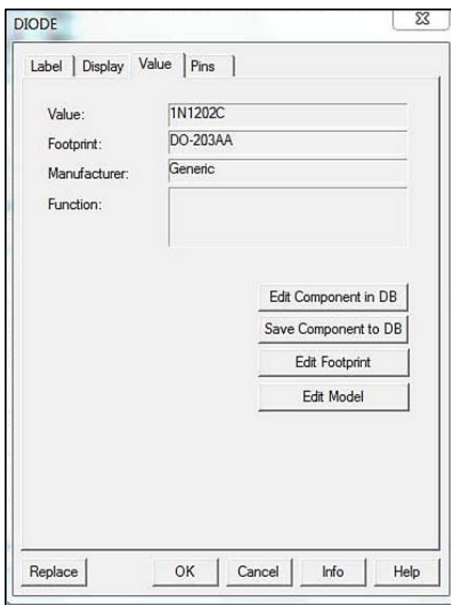 DIODE
Label Display Value Pins
Value: 1N1202C
Footprint: DO-203AA
Manufacturer: Generic
Function:
Edit Component in DB
Save Component to DB
Edit Footprint
Edit Model
Replace OK Cancel Info Help